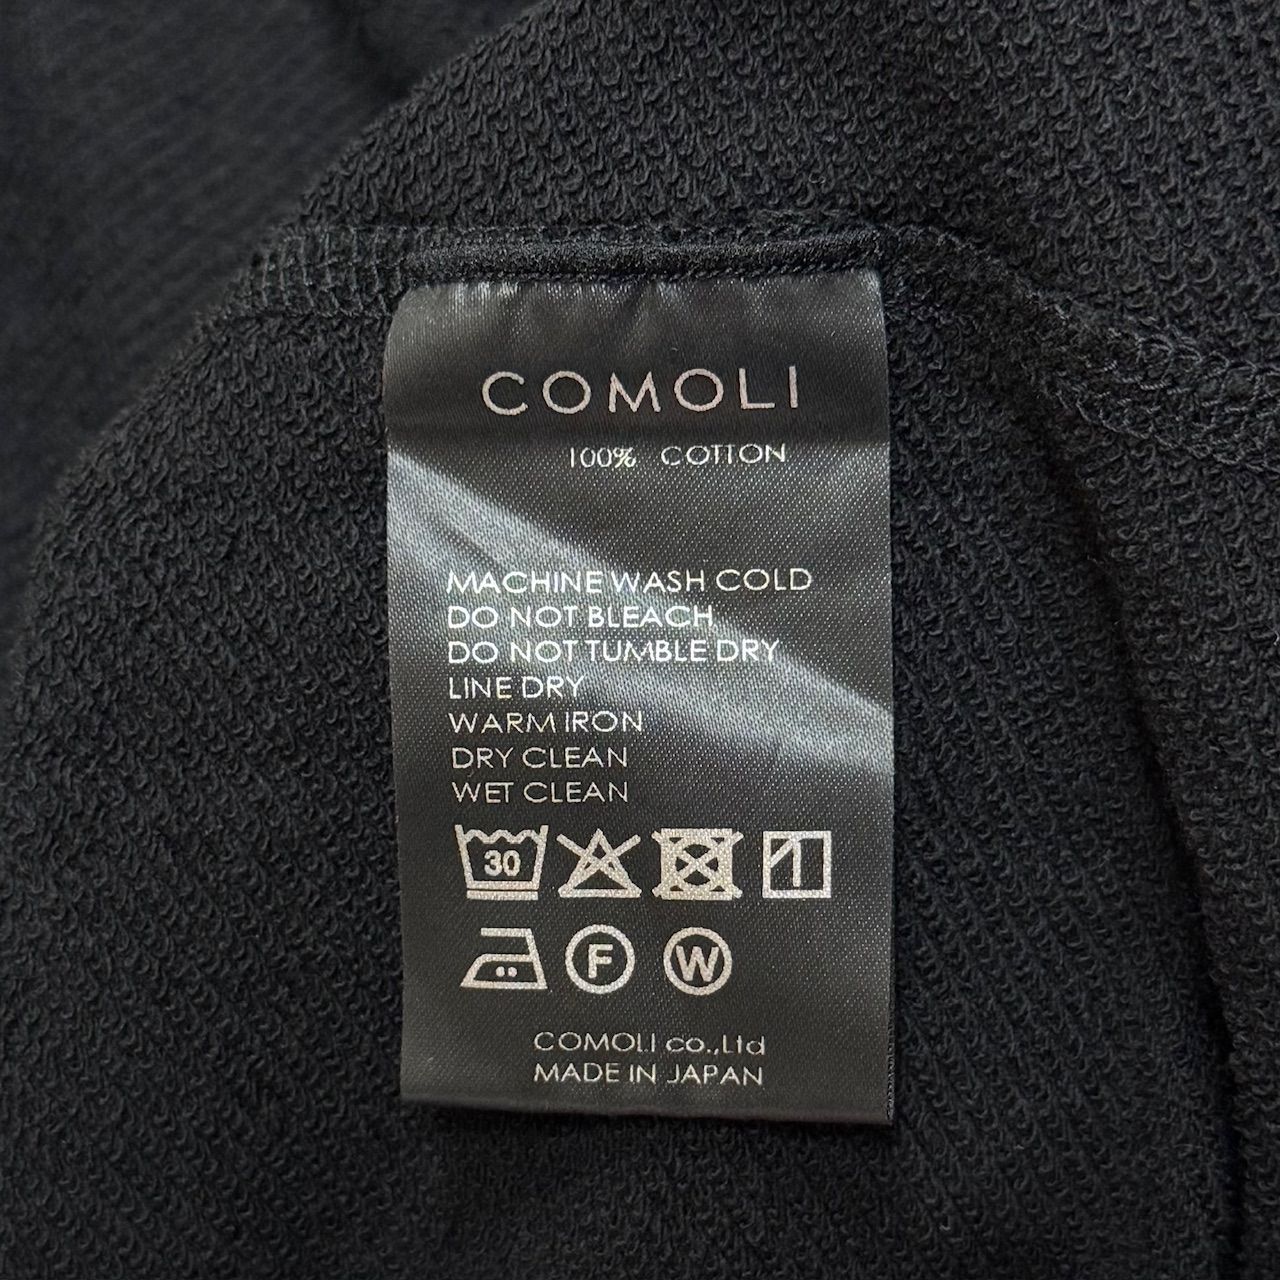 COMOLI
100% COTTON
MACHINE WASH COLD
DO NOT BLEACH
DO NOT TUMBLE DRY
LINE DRY
WARM IRON
DRY CLEAN
WET CLEAN
30
F W
COMOLI co.,Ltd
MADE IN JAPAN